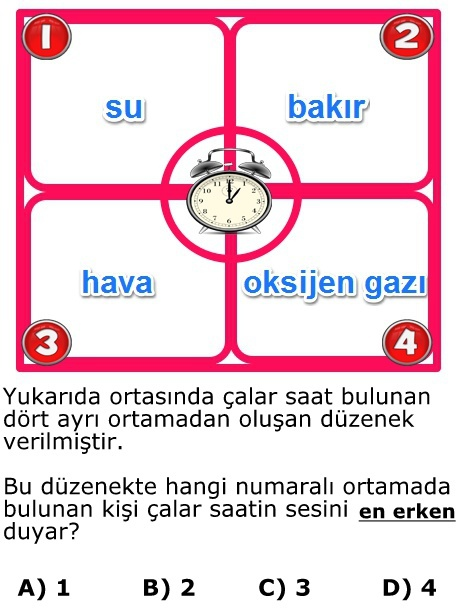 1
2
su
bakır
hava
oksijen gazı
3
4
Yukarıda ortasında çalar saat bulunan
dört ayrı ortamadan oluşan düzenek
verilmiştir.
Bu düzenekte hangi numaralı ortamada
bulunan kişi çalar saatin sesini en erken
duyar?
A) 1 B) 2 C) 3 D) 4